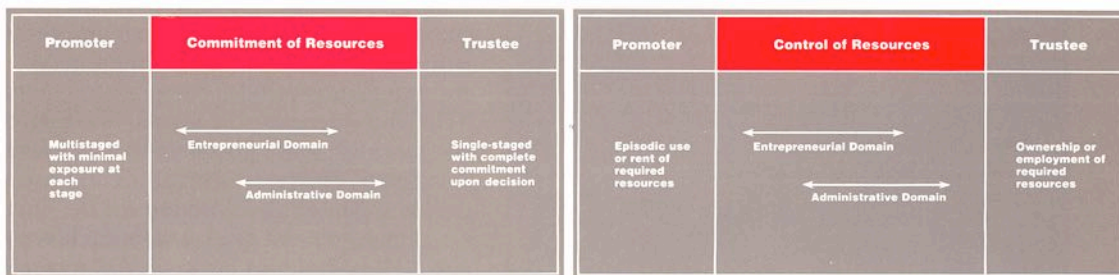 Promoter
Commitment of Resources
Trustee
Multistaged
with minimal
exposure at
each
stage
Entrepreneurial Domain
Administrative Domain
Single-staged
with complete
commitment
upon decision
Promoter
Control of Resources
Trustee
Episodic use
or rent of
required
resources
Entrepreneurial Domain
Administrative Domain
Ownership or
employment of
required
resources